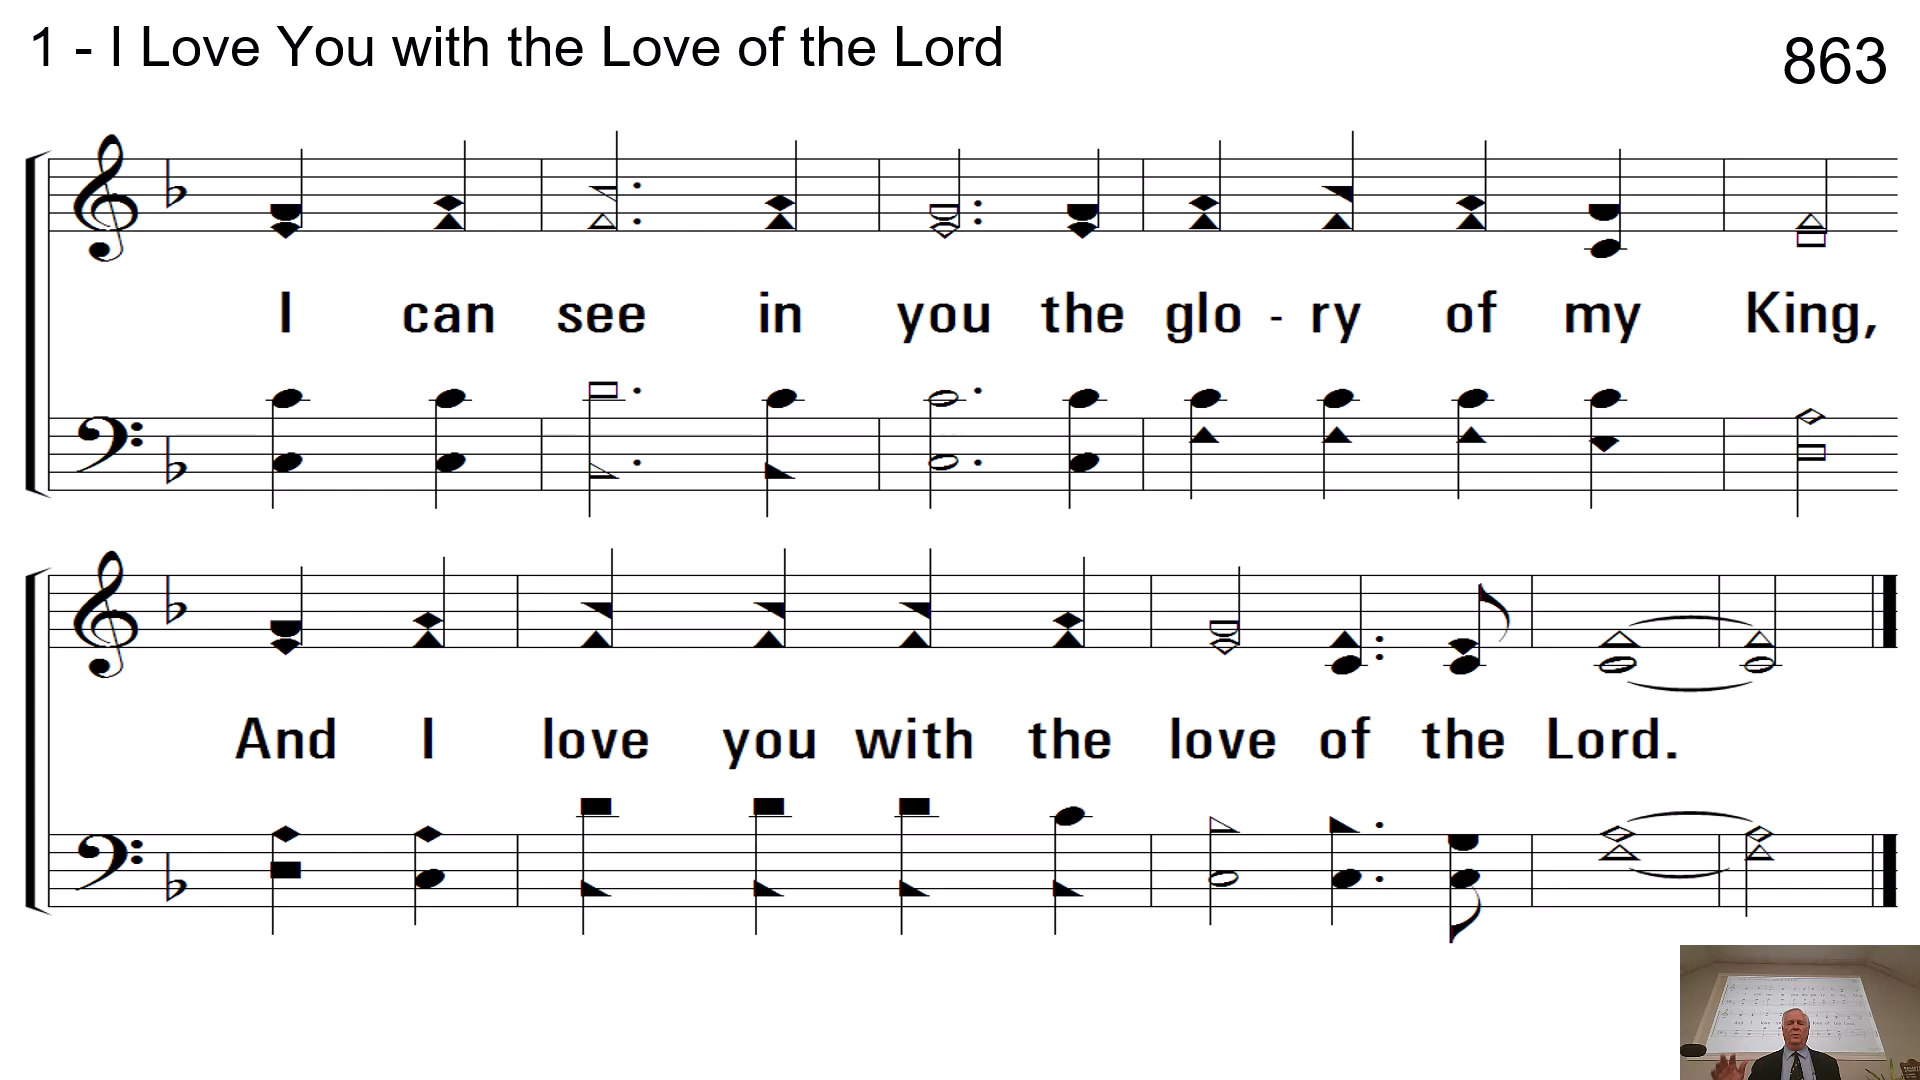 1 - I Love You with the Love of the Lord
863
I can see in you the glo - ry of my King,
And I love you with the love of the Lord.